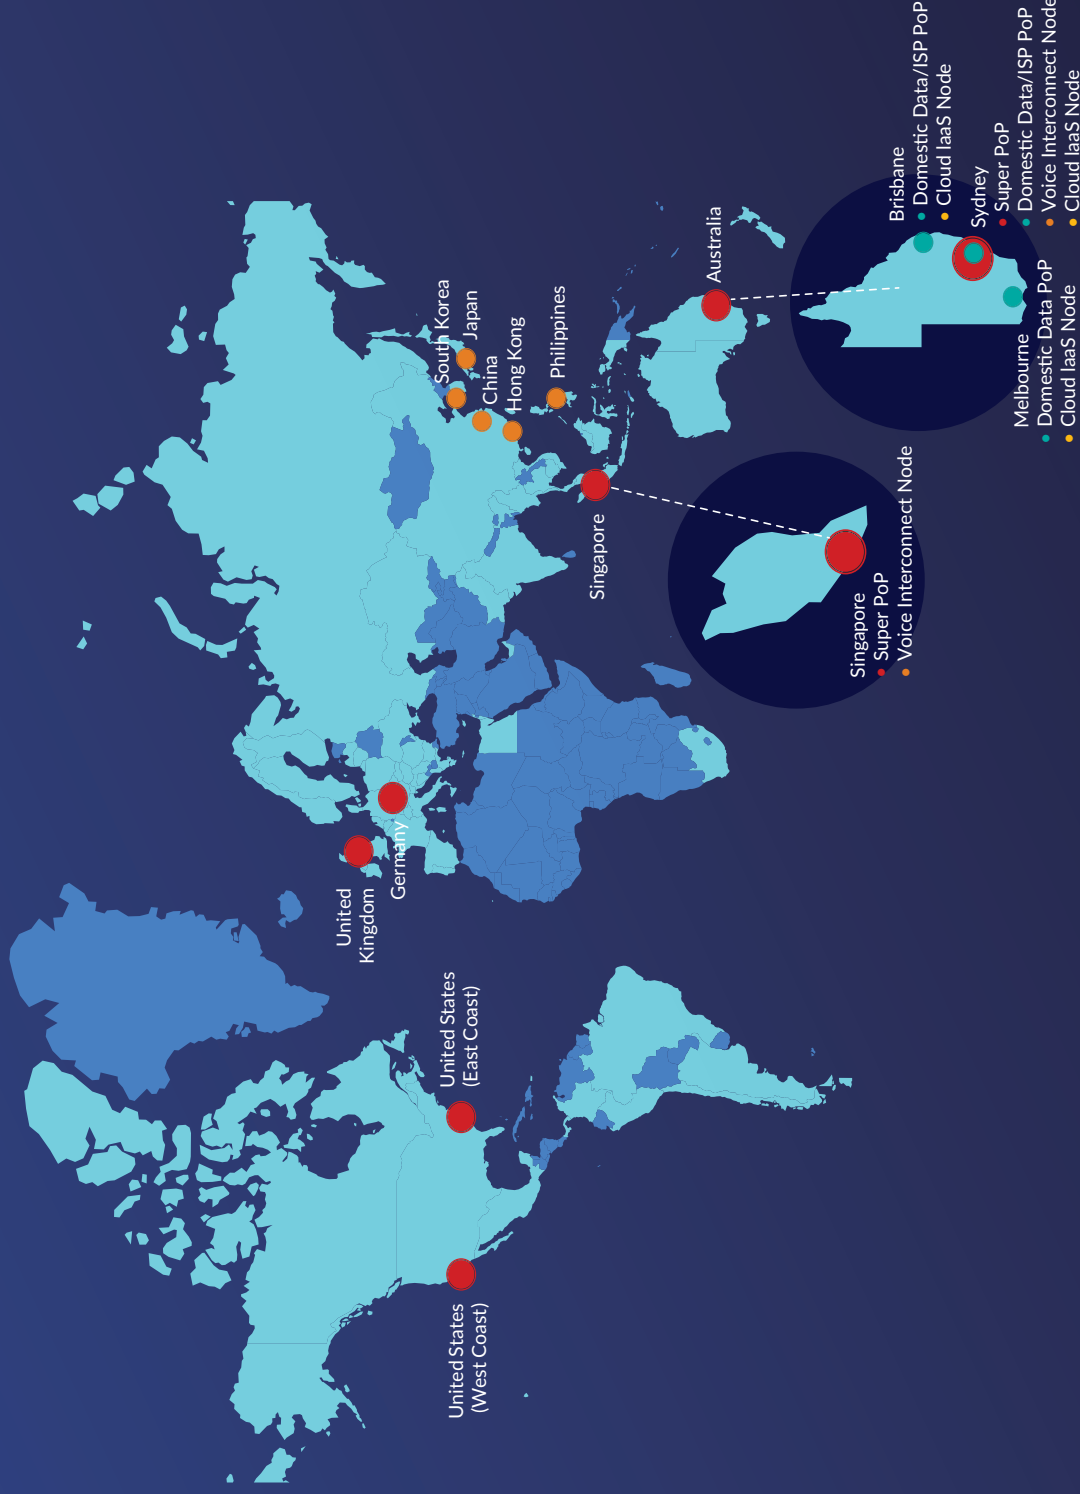 United States
(West Coast)
United States
(East Coast)
United
Kingdom
Germany
Singapore
South Korea
Japan
China
Hong Kong
Philippines
Australia
Singapore
Super PoP
Voice Interconnect Node
Brisbane
Domestic Data/ISP PoP
Cloud IaaS Node
Sydney
Super PoP
Domestic Data/ISP PoP
Voice Interconnect Node
Cloud IaaS Node
Melbourne
Domestic Data PoP
Cloud IaaS Node